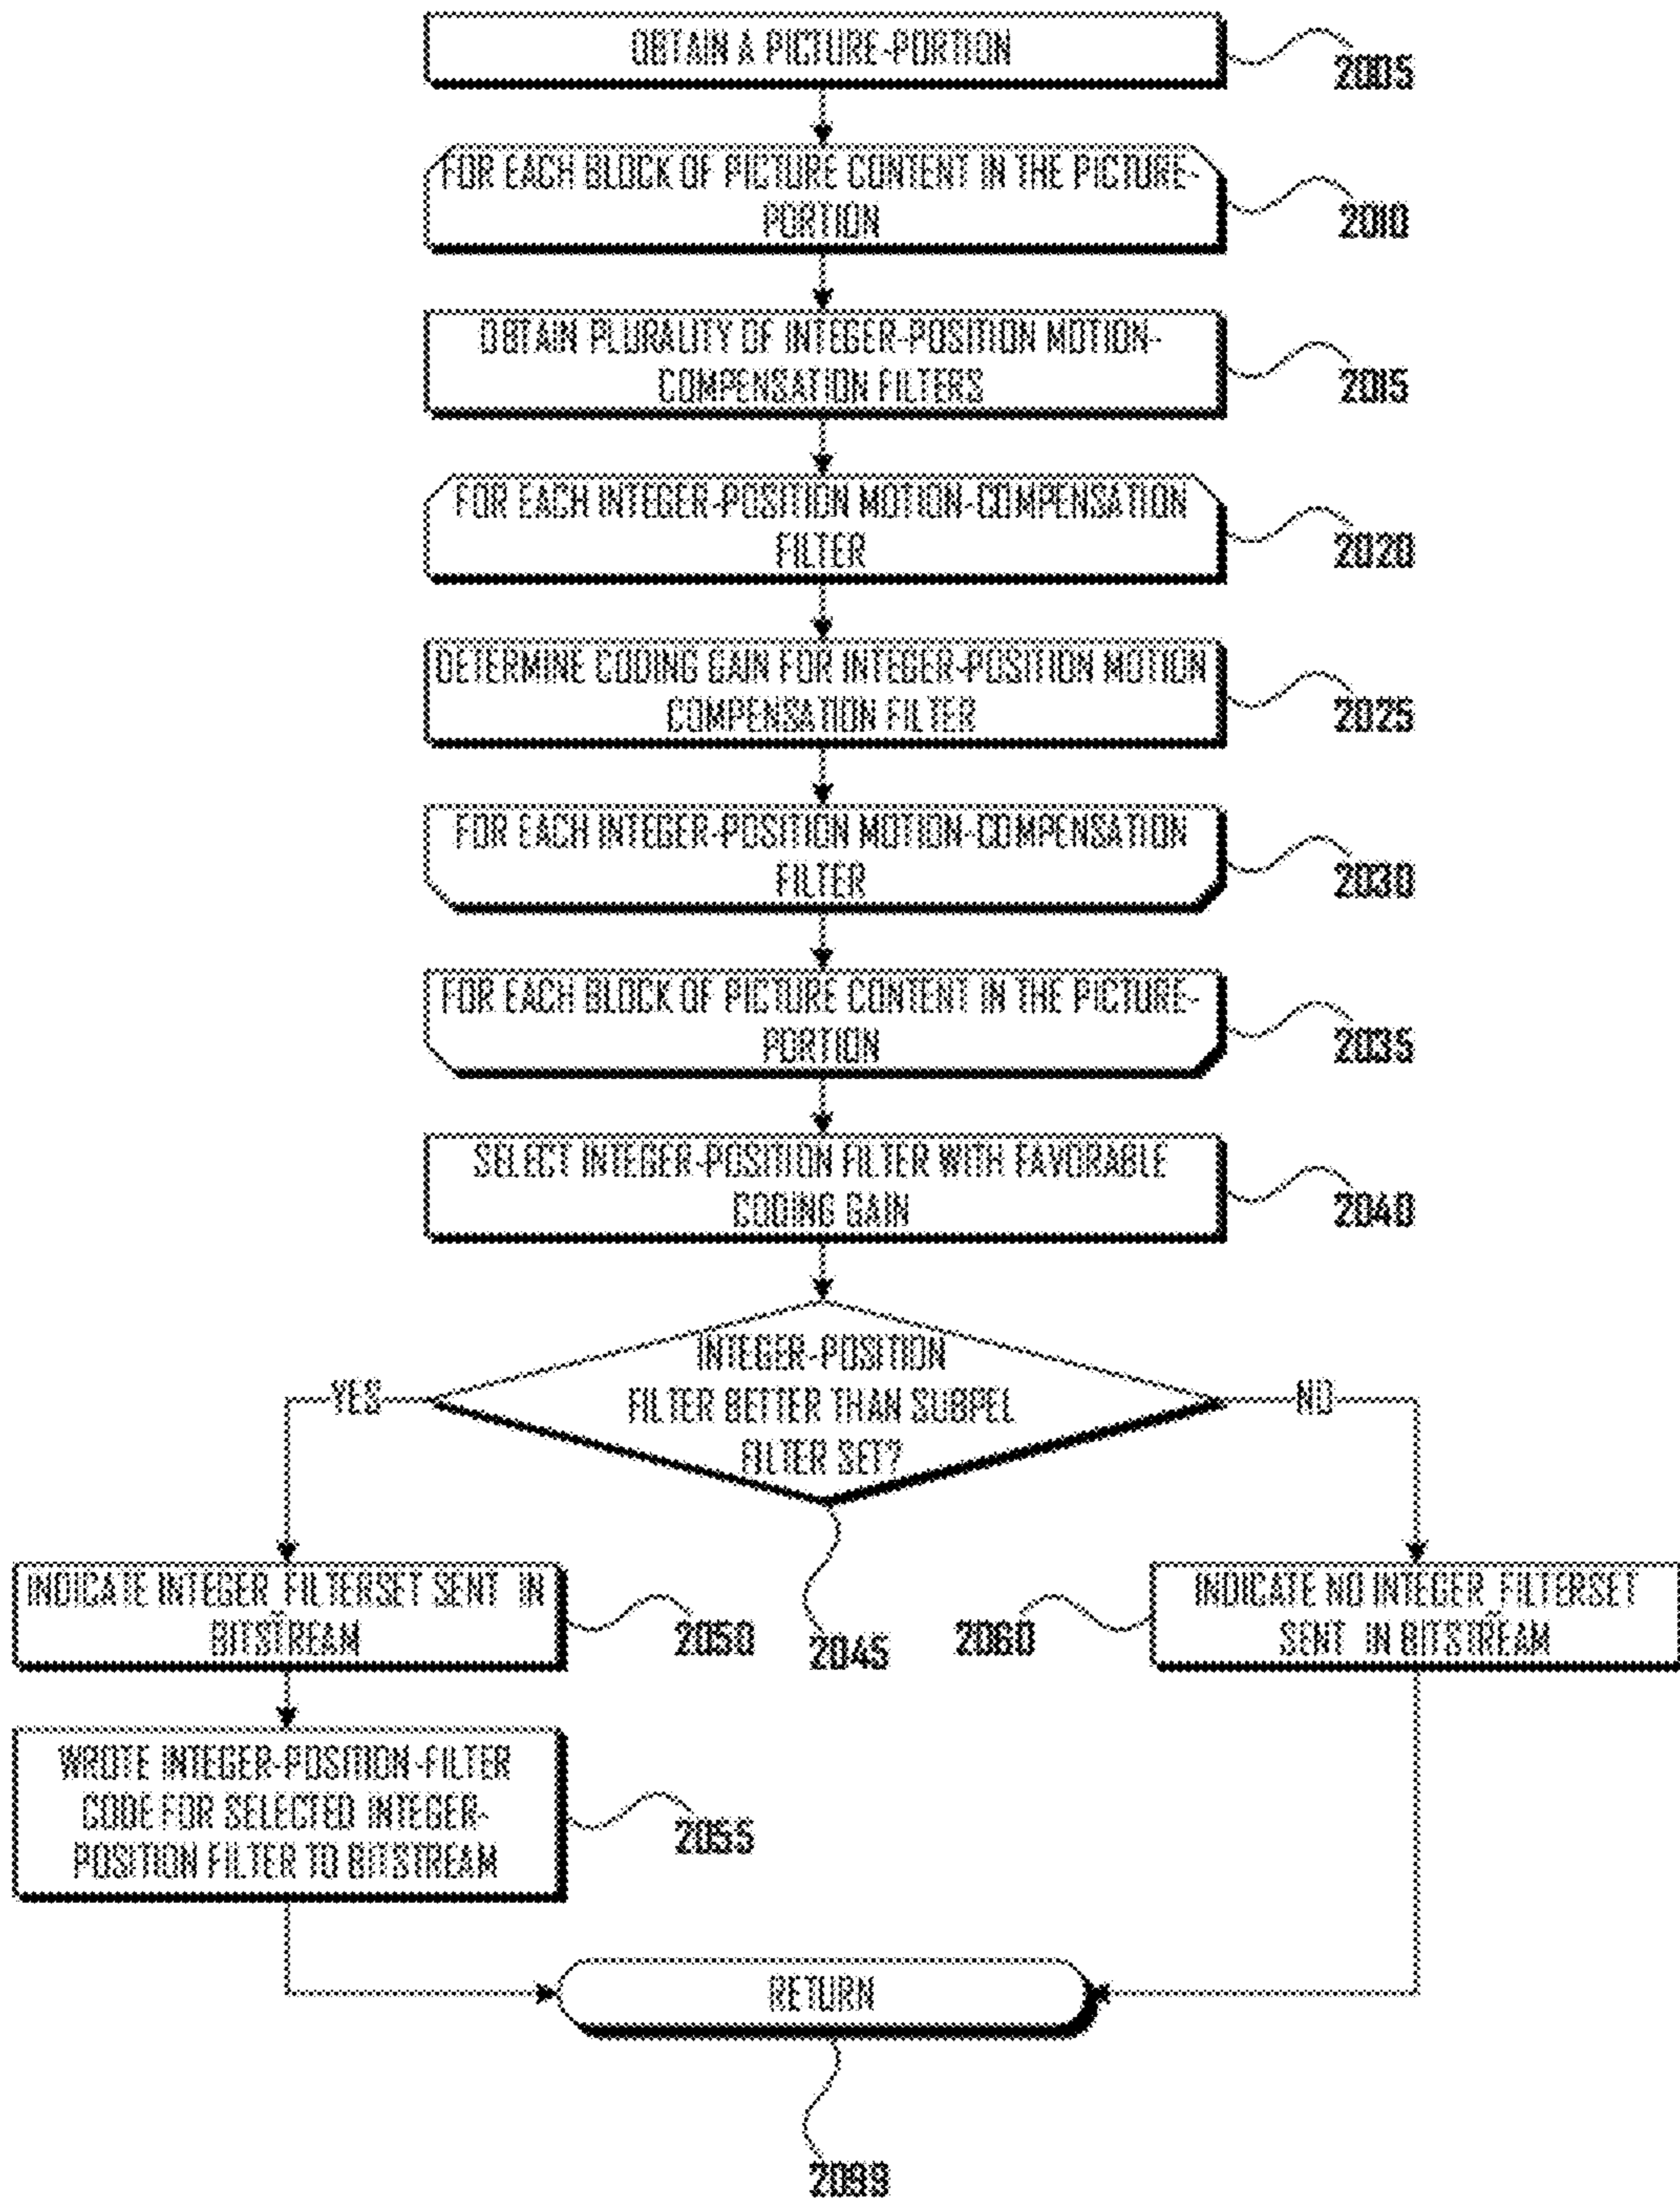 OBTAIN A PICTURE-PORTION
2005
FOR EACH BLOCK OF PICTURE CONTENT IN THE PICTURE-
PORTION
2010
OBTAIN PLURALITY OF INTEGER-POSITION MOTION-
COMPENSATION FILTERS
2015
FOR EACH INTEGER-POSITION MOTION-COMPENSATION
FILTER
2020
DETERMINE CODING GAIN FOR INTEGER-POSITION MOTION
COMPENSATION FILTER
2025
FOR EACH INTEGER-POSITION MOTION-COMPENSATION
FILTER
2030
FOR EACH BLOCK OF PICTURE CONTENT IN THE PICTURE-
PORTION
2035
SELECT INTEGER-POSITION FILTER WITH FAVORABLE
CODING GAIN
2040
INTEGER-POSITION
FILTER BETTER THAN SUBPEL
FILTER SET?
2045
YES
NO
INDICATE INTEGER_FILTERSET SENT IN
BITSTREAM
2050
INDICATE NO INTEGER_FILTERSET
SENT IN BITSTREAM
2060
WROTE INTEGER-POSITION-FILTER
CODE FOR SELECTED INTEGER-
POSITION FILTER TO BITSTREAM
2055
RETURN
2099